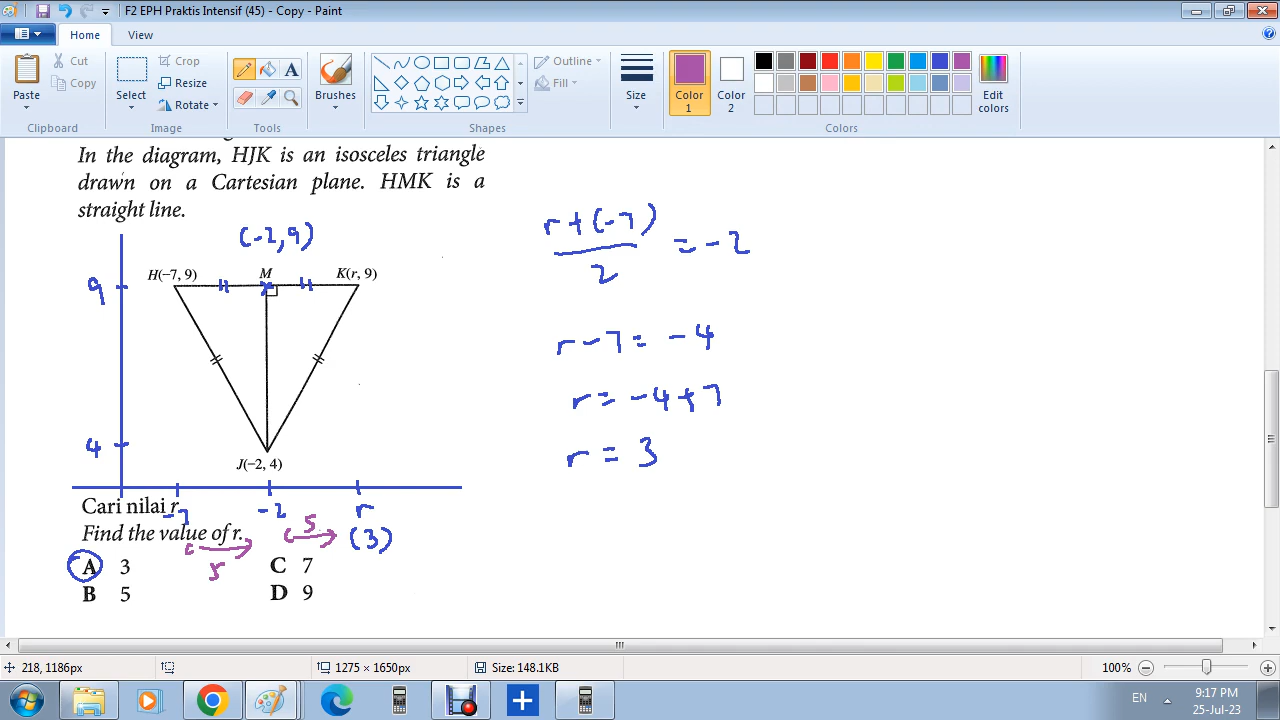 F2 EPH Praktis Intensif (45) - Copy - Paint
Home
View
Paste
Cut
Copy
Clipboard
Select
Crop
Resize
Rotate
Image
Tools
Brushes
Shapes
Outline
Fill
Size
Color 1
Color 2
Edit colors
Colors
In the diagram, HJK is an isosceles triangle
drawn on a Cartesian plane. HMK is a
straight line.
(-2,9)
H(−7, 9)
M
K(r, 9)
9
4
J(−2, 4)
Cari nilai r.
-7
-2
r
Find the value of r.
5
(3)
5
A 3
C 7
B 5
D 9
r+(-7)
2
=-2
r-7=-4
r=-4+7
r=3
218, 1186px
1275 × 1650px
Size: 148.1KB
100%
EN
9:17 PM
25-Jul-23